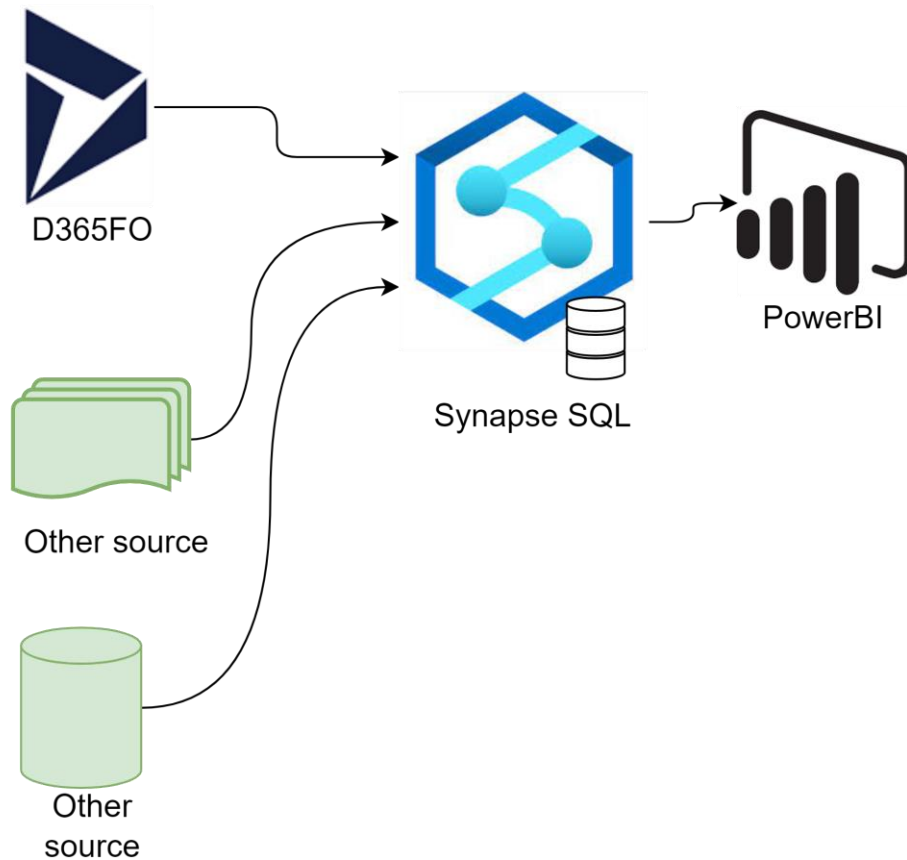 D365FO
PowerBI
Synapse SQL
Other source
Other
source